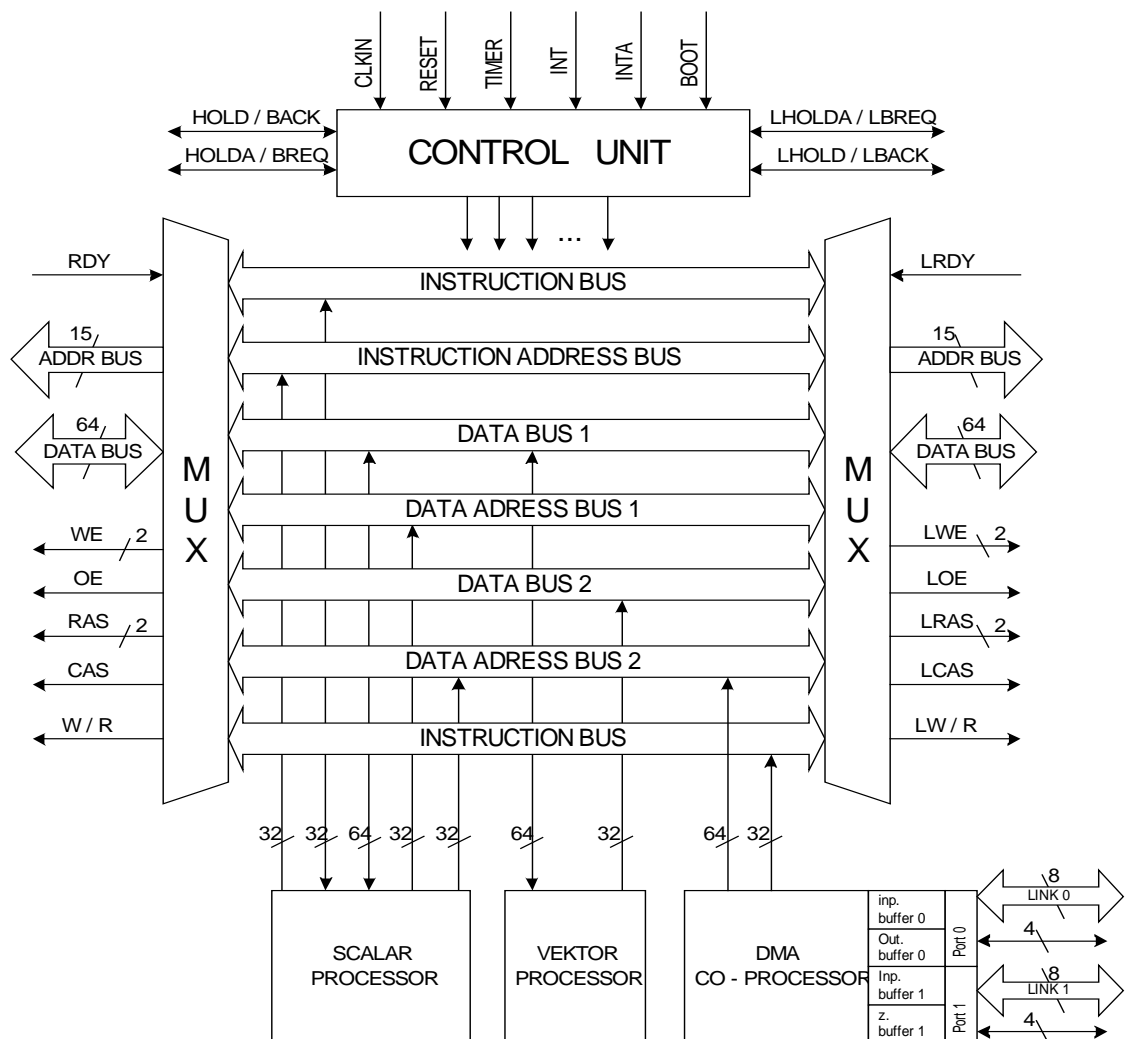 CLKIN
RESET
TIMER
INT
INTA
BOOT
HOLD / BACK
HOLDA / BREQ
CONTROL UNIT
LHOLDA / LBREQ
LHOLD / LBACK
...
RDY
INSTRUCTION BUS
LRDY
15
ADDR BUS
INSTRUCTION ADDRESS BUS
15
ADDR BUS
64
DATA BUS
DATA BUS 1
64
DATA BUS
M
U
X
M
U
X
DATA ADRESS BUS 1
WE
2
LWE
2
OE
DATA BUS 2
LOE
RAS
2
LRAS
2
CAS
DATA ADRESS BUS 2
LCAS
W / R
INSTRUCTION BUS
LW / R
32
32
64
32
32
64
32
64
32
SCALAR
PROCESSOR
VEKTOR
PROCESSOR
DMA
CO - PROCESSOR
inp.
buffer 0
Out.
buffer 0
Port 0
Inp.
buffer 1
z.
buffer 1
Port 1
8
LINK 0
4
8
LINK 1
4